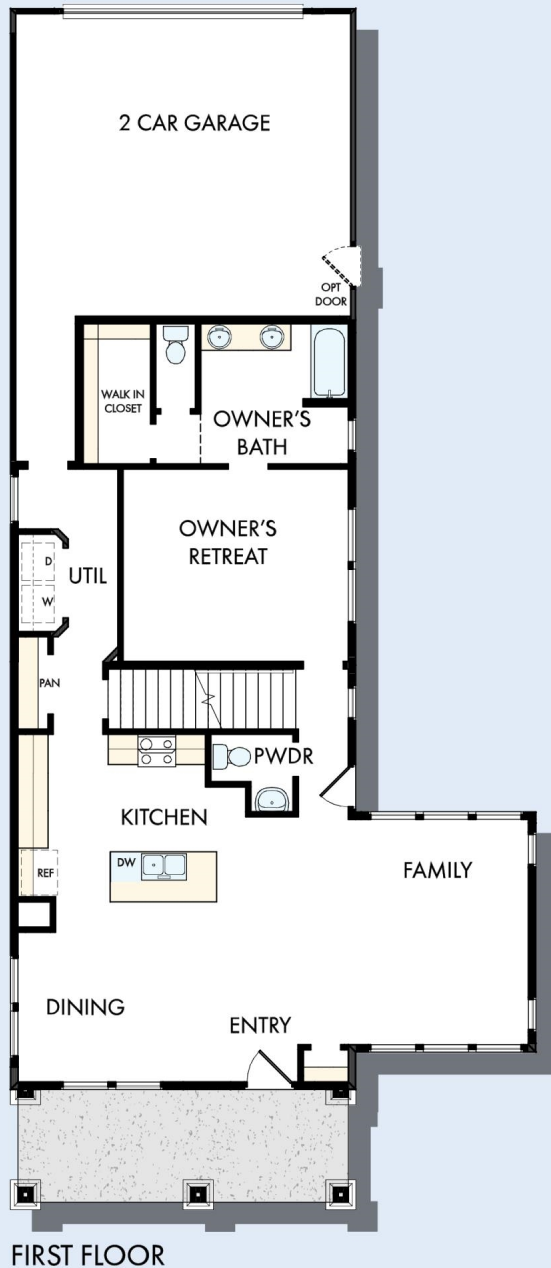 2 CAR GARAGE
OPT
DOOR
WALK IN
CLOSET
OWNER'S
BATH
OWNER'S
RETREAT
D
UTIL
W
PAN
PWDR
KITCHEN
DW
REF
FAMILY
DINING
ENTRY
FIRST FLOOR